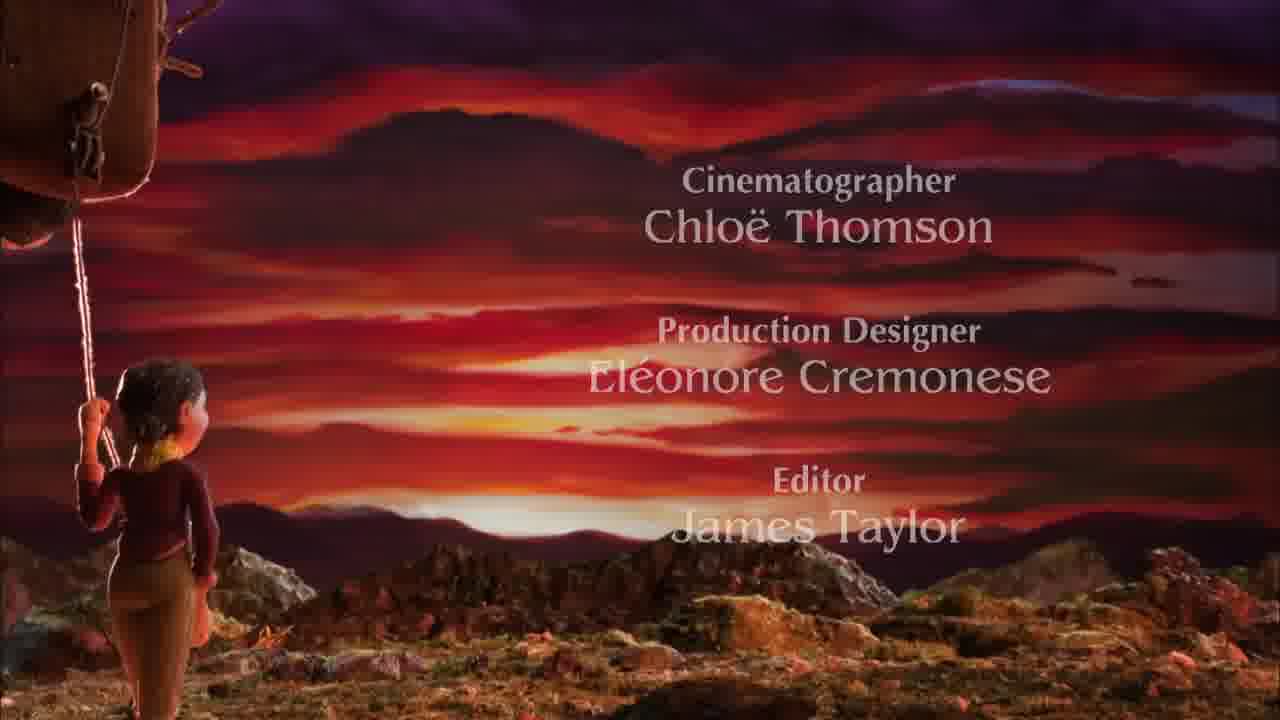 Cinematographer
Chloë Thomson
Production Designer
Eléonore Cremonese
Editor
James Taylor